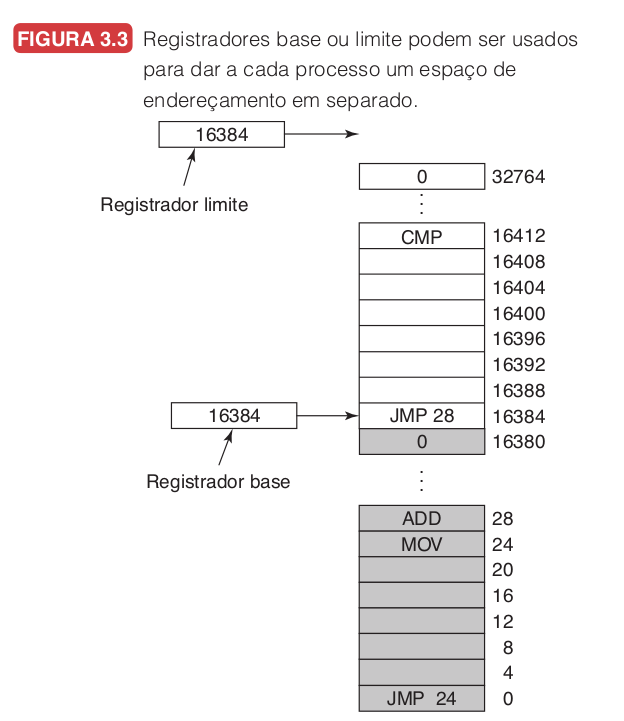 FIGURA 3.3 Registradores base ou limite podem ser usados
para dar a cada processo um espaço de
endereçamento em separado.
16384
Registrador limite
0 32764
CMP 16412
16408
16404
16400
16396
16392
16388
16384
Registrador base
JMP 28 16384
0 16380
ADD 28
MOV 24
20
16
12
8
4
JMP 24 0